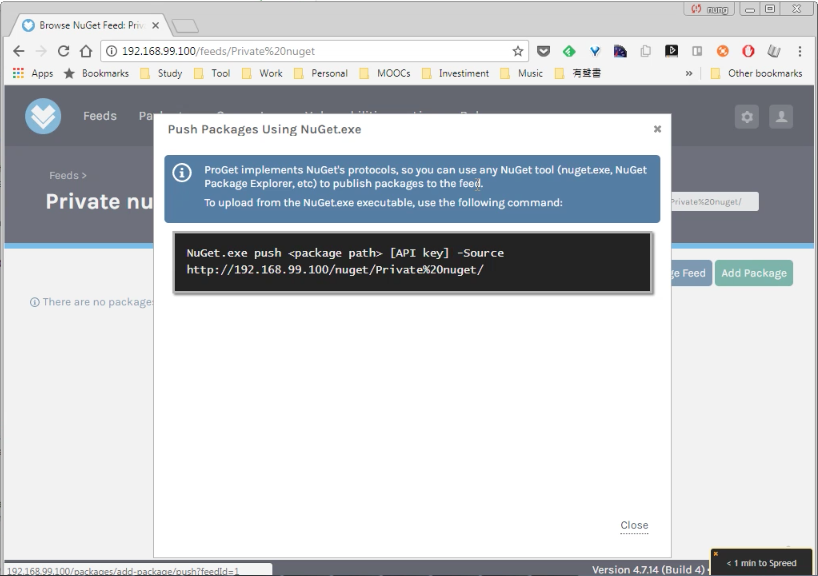 Browse NuGet Feed: Priv
192.168.99.100/feeds/Private%20nuget
Apps Bookmarks Study Tool Work Personal MOOCs Investiment Music 有聲書 » Other bookmarks
Feeds
Push Packages Using NuGet.exe
ProGet implements NuGet's protocols, so you can use any NuGet tool (nuget.exe, NuGet
Package Explorer, etc) to publish packages to the feed.
To upload from the NuGet.exe executable, use the following command:
Feeds >
Private nu
Private%20nuget/
NuGet.exe push <package path> [API key] -Source
http://192.168.99.100/nuget/Private%20nuget/
ge Feed
Add Package
There are no packages
Close
192.168.99.100/packages/add-package/push?feedId=1
Version 4.7.14 (Build 4)
< 1 min to Spreed